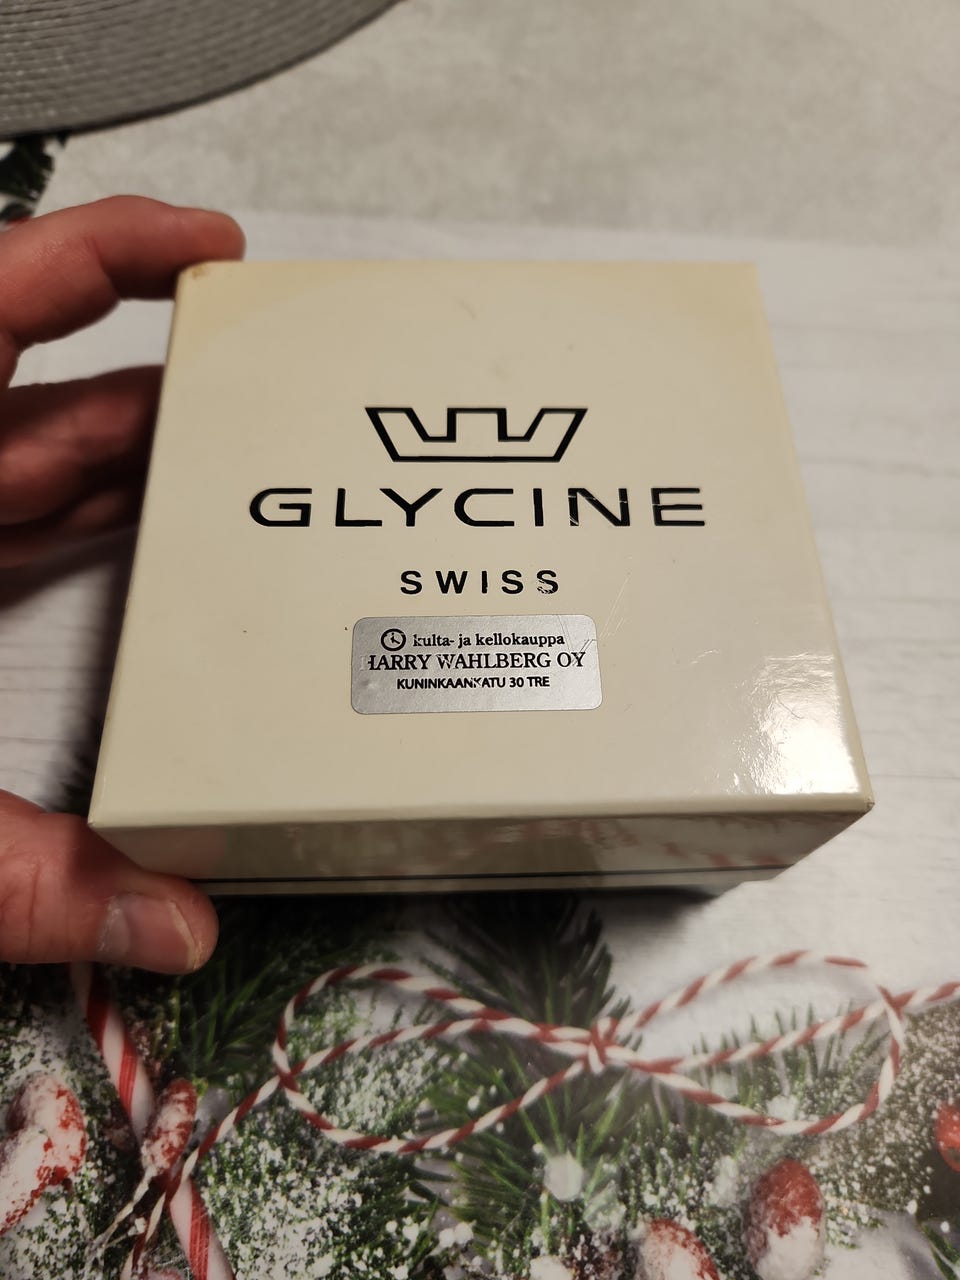 GLYCINE
SWISS
kulta- ja kellokauppa
HARRY WAHLBERG OY
KUNINKAANKATU 30 TRE